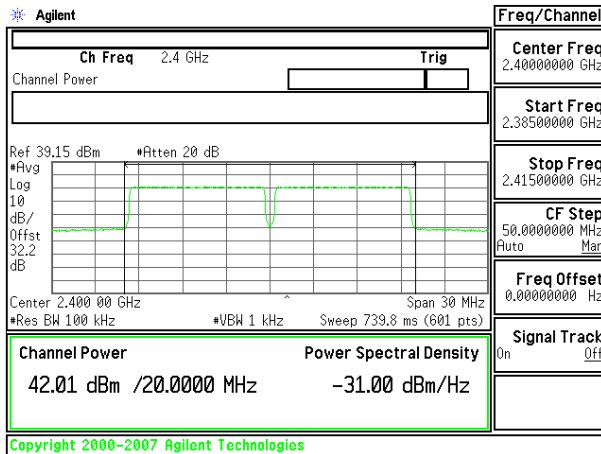 Agilent
Freq/Channel
Ch Freq 2.4 GHz Trig
Channel Power
Center Freq
2.40000000 GHz
Start Freq
2.38500000 GHz
Stop Freq
2.41500000 GHz
CF Step
50.0000000 MHz
Auto Man
Freq Offset
0.00000000 Hz
Signal Track
On Off
Ref 39.15 dBm #Atten 20 dB
#Avg
Log
10
dB/
Offst
32.2
dB
Center 2.400 00 GHz Span 30 MHz
#Res BW 100 kHz #VBW 1 kHz Sweep 739.8 ms (601 pts)
Channel Power Power Spectral Density
42.01 dBm /20.0000 MHz -31.00 dBm/Hz
Copyright 2000-2007 Agilent Technologies